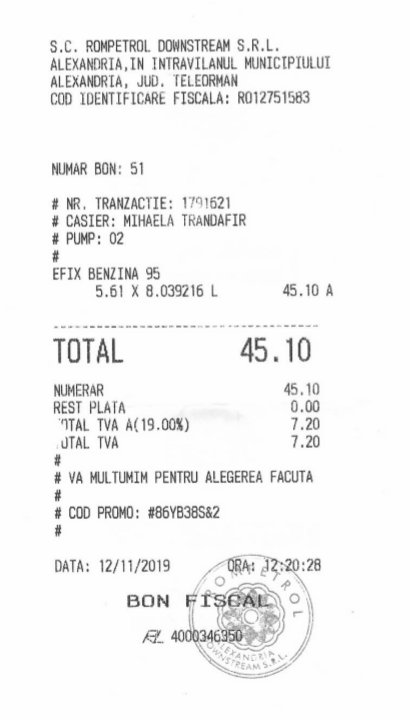 S.C. ROMPETROL DOWNSTREAM S.R.L.
ALEXANDRIA,IN INTRAVILANUL MUNICIPIULUI
ALEXANDRIA, JUD. TELEORMAN
COD IDENTIFICARE FISCALA: RO12751583
NUMAR BON: 51
# NR. TRANZACTIE: 1791621
# CASIER: MIHAELA TRANDAFIR
# PUMP: 02
#
EFIX BENZINA 95
5.61 X 8.039216 L 45.10 A
TOTAL 45.10
NUMERAR 45.10
REST PLATA 0.00
TOTAL TVA A(19.00%) 7.20
TOTAL TVA 7.20
#
# VA MULTUMIM PENTRU ALEGEREA FACUTA
#
# COD PROMO: #86YB38S&2
#
DATA: 12/11/2019 ORA: 12:20:28
BON FISCAL
4000346350
ROMPETROL
ALEXANDRIA
DOWNSTREAM S.R.L.